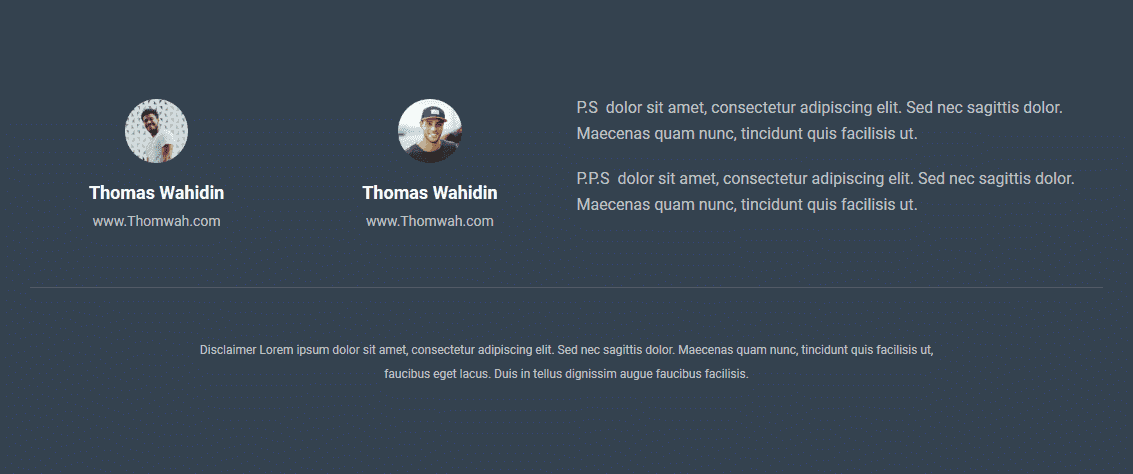 Thomas Wahidin
www.Thomwah.com
Thomas Wahidin
www.Thomwah.com
P.S  dolor sit amet, consectetur adipiscing elit. Sed nec sagittis dolor.
Maecenas quam nunc, tincidunt quis facilisis ut.
P.P.S  dolor sit amet, consectetur adipiscing elit. Sed nec sagittis dolor.
Maecenas quam nunc, tincidunt quis facilisis ut.
Disclaimer Lorem ipsum dolor sit amet, consectetur adipiscing elit. Sed nec sagittis dolor. Maecenas quam nunc, tincidunt quis facilisis ut,
faucibus eget lacus. Duis in tellus dignissim augue faucibus facilisis.